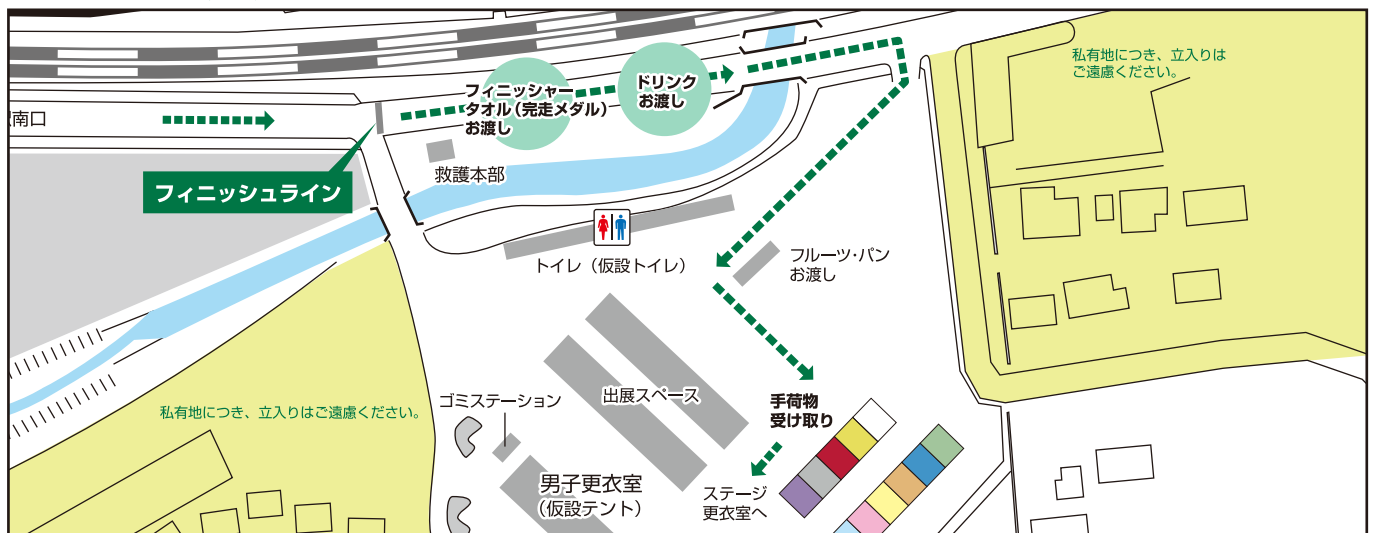 私有地につき、立入りは
ご遠慮ください。
フィニッシャー
タオル（完走メダル）
お渡し
ドリンク
お渡し
南口
救護本部
フィニッシュライン
トイレ（仮設トイレ）
フルーツ・パン
お渡し
出展スペース
手荷物
受け取り
ゴミステーション
私有地につき、立入りはご遠慮ください。
男子更衣室
（仮設テント）
ステージ
更衣室へ